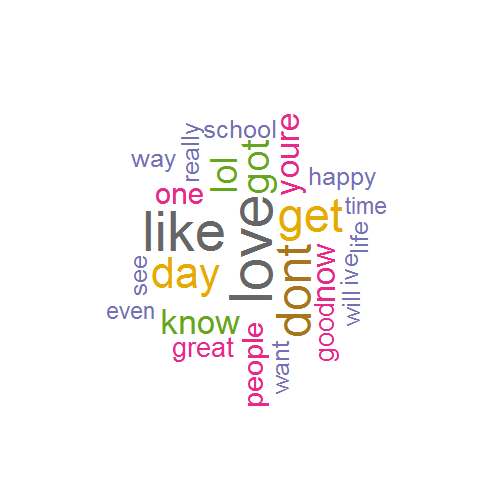 school
really
way
lol
got
youre
happy
one
time
like
love
get
life
see
day
dont
now
ive
will
even
know
good
great
people
want